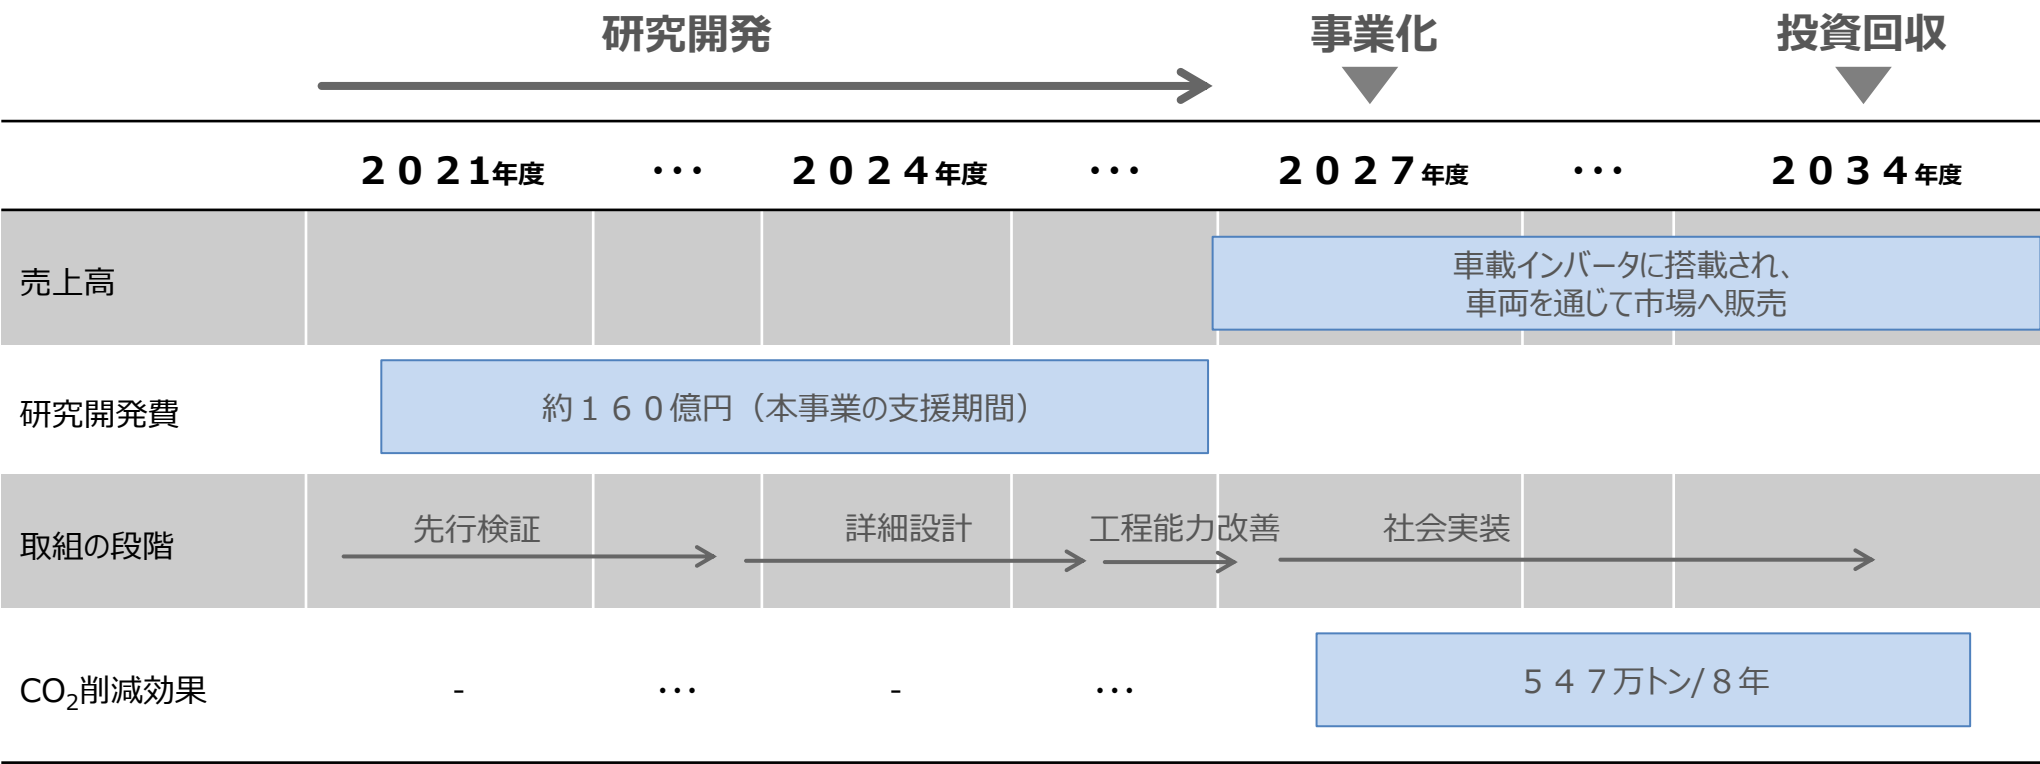 研究開発 事業化 投資回収
２０２1年度 ・・・ ２０２４年度 ・・・ ２０２７年度 ・・・ ２０３４年度
売上高
車載インバータに搭載され、
車両を通じて市場へ販売
研究開発費 約１６０億円（本事業の支援期間）
取組の段階 先行検証 詳細設計 工程能力改善 社会実装
CO2削減効果 - ・・・ - ・・・ ５４７万トン/８年